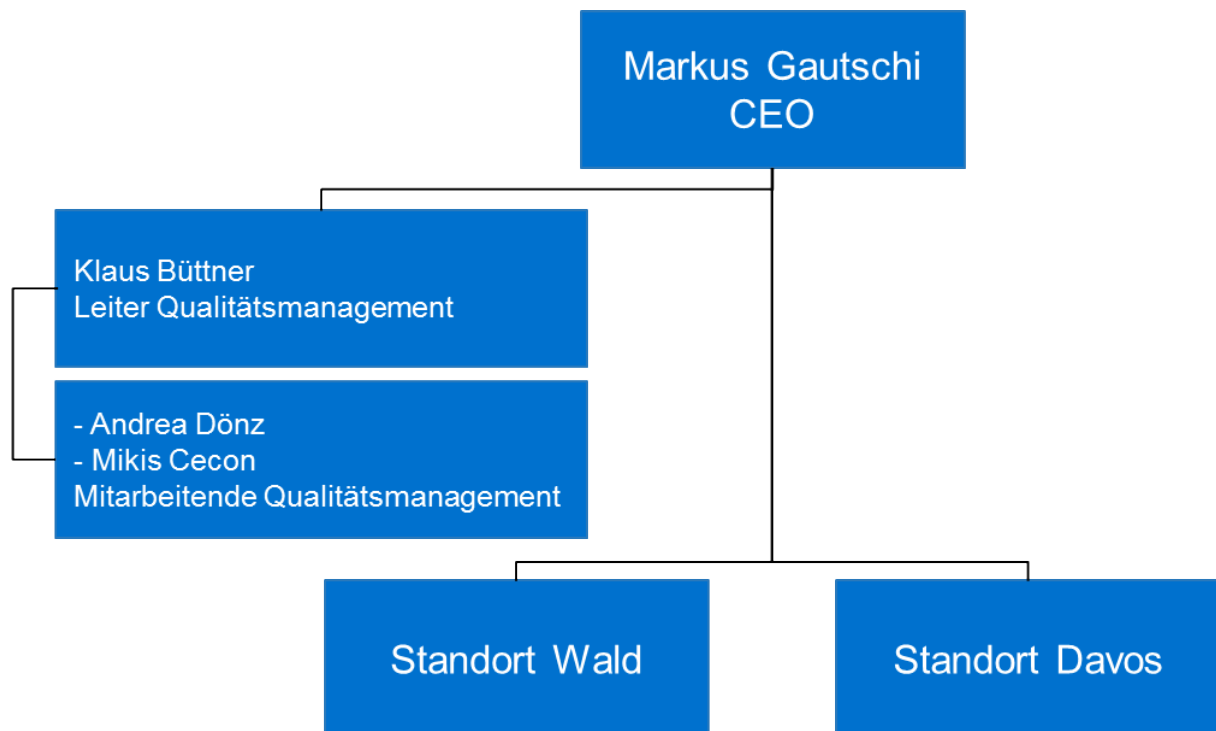 Markus Gautschi
CEO
Klaus Büttner
Leiter Qualitätsmanagement
- Andrea Dönz
- Mikis Cecon
Mitarbeitende Qualitätsmanagement
Standort Wald
Standort Davos